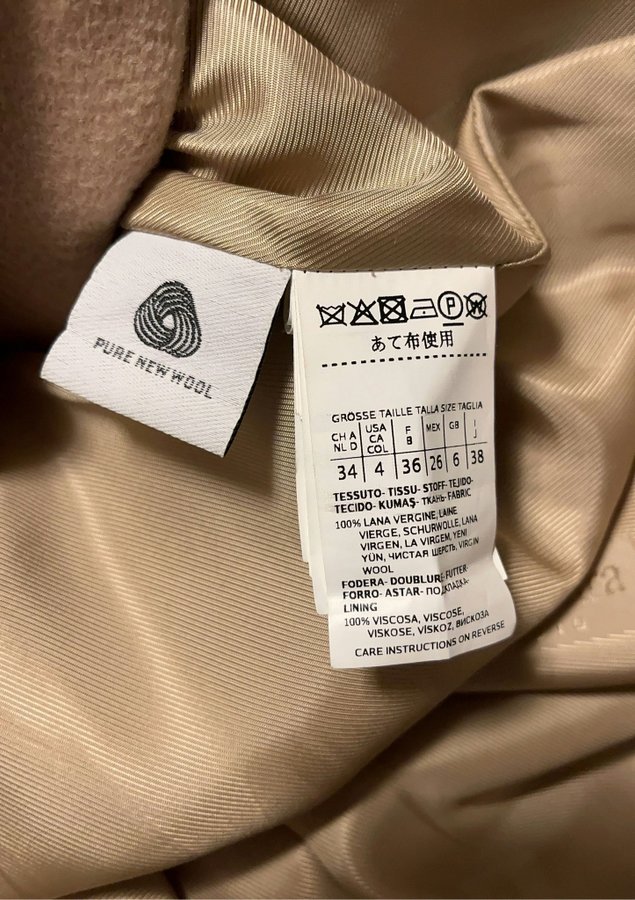 PURE NEW WOOL
P
あて布使用
GRÖSSE TAILLE TALLA SIZE TAGLIA
CH A NL D USA CA COL F B MEX GB I J
34 4 36 26 6 38
TESSUTO- TISSU- STOFF- TEJIDO-
TECIDO- KUMAŞ- ТКАНЬ- FABRIC
100% LANA VERGINE, LAINE
VIERGE, SCHURWOLLE, LANA
VIRGEN, LA VIRGEM, YENI
YÜN, ЧИСТАЯ ШЕРСТЬ, VIRGIN
WOOL
FODERA- DOUBLURE- FUTTER-
FORRO- ASTAR- ПОДКЛАДКА-
LINING
100% VISCOSA, VISCOSE,
VISKOSE, VISKOZ, ВИСКОЗА
CARE INSTRUCTIONS ON REVERSE